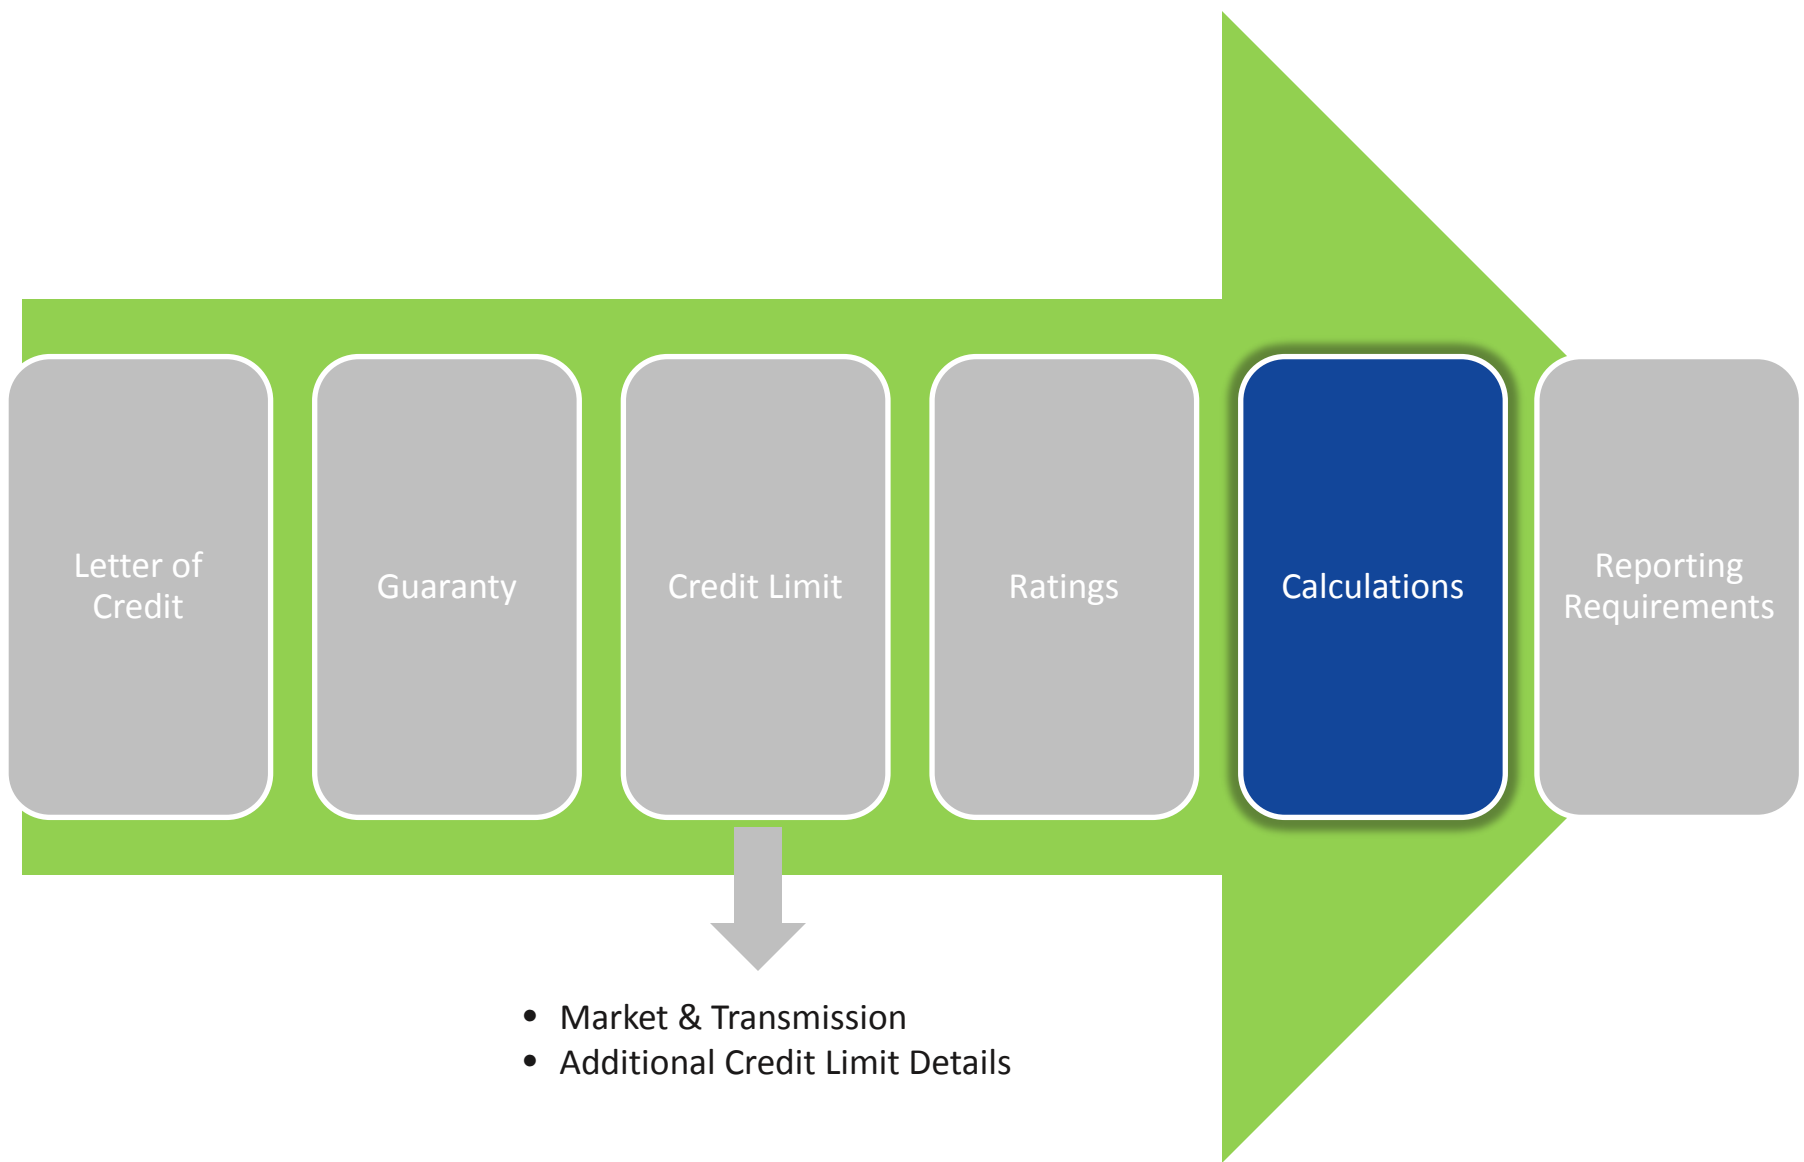 Letter of
Credit
Guaranty
Credit Limit
Ratings
Calculations
Reporting
Requirements
• Market & Transmission
• Additional Credit Limit Details